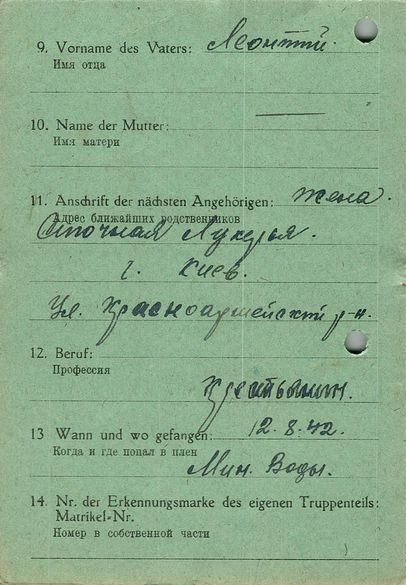 9. Vorname des Vaters: Леонтий.
Имя отца
10. Name der Mutter: —
Имя матери
11. Anschrift der nächsten Angehörigen: жена.
Адрес ближайших родственников
Лукерья.
г. Киев.
Ул. Красноармейский р-н.
12. Beruf:
Профессия
Крестьянин.
13 Wann und wo gefangen: 12.8.42.
Когда и где попал в плен
Мин. Воды.
14. Nr. der Erkennungsmarke des eigenen Truppenteils:
Matrikel-Nr.
Номер в собственной части